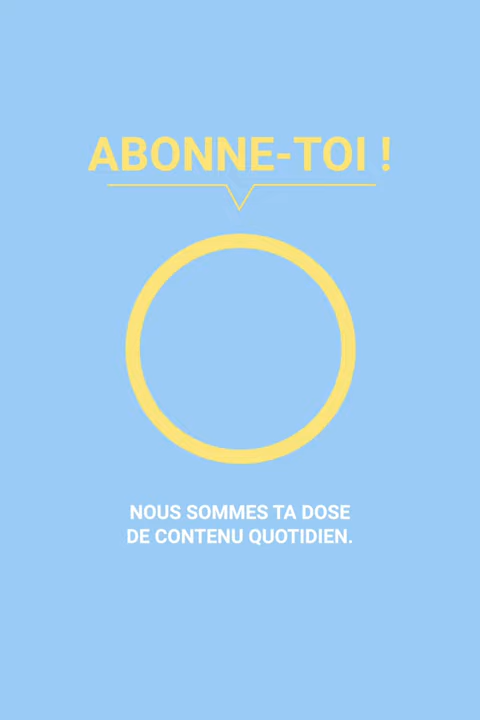 ABONNE-TOI !
NOUS SOMMES TA DOSE
DE CONTENU QUOTIDIEN.